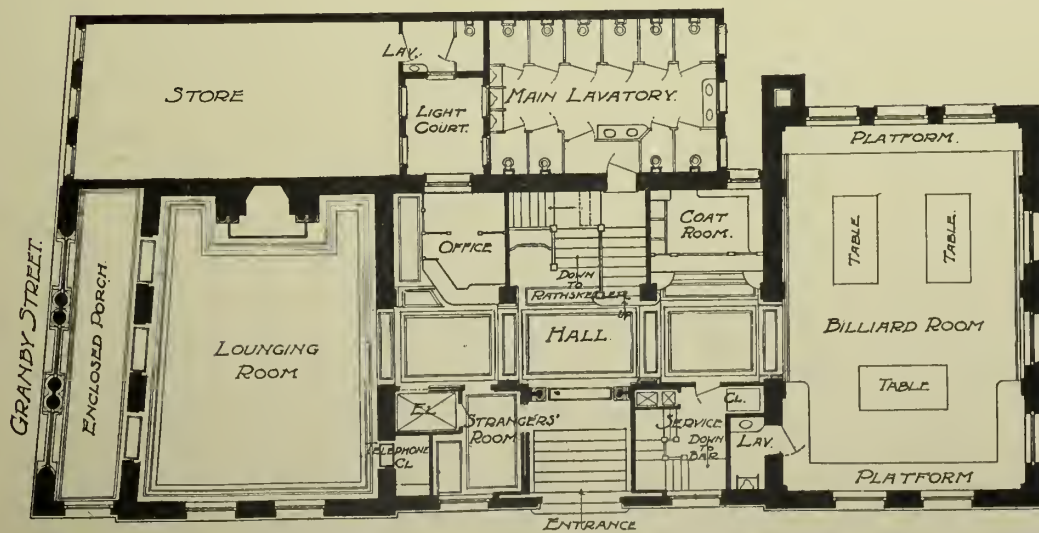 STORE
LAV.
LIGHT
COURT.
MAIN LAVATORY.
PLATFORM.
OFFICE
COAT
ROOM.
TABLE
TABLE.
DOWN
TO
RATHSKELLER
UP
GRANBY STREET.
ENCLOSED PORCH.
LOUNGING
ROOM
HALL.
BILLIARD ROOM
TABLE
EL
STRANGERS'
ROOM
CL.
SERVICE
DOWN
TO
BAR
LAV.
TELEPHONE
CL
PLATFORM
ENTRANCE